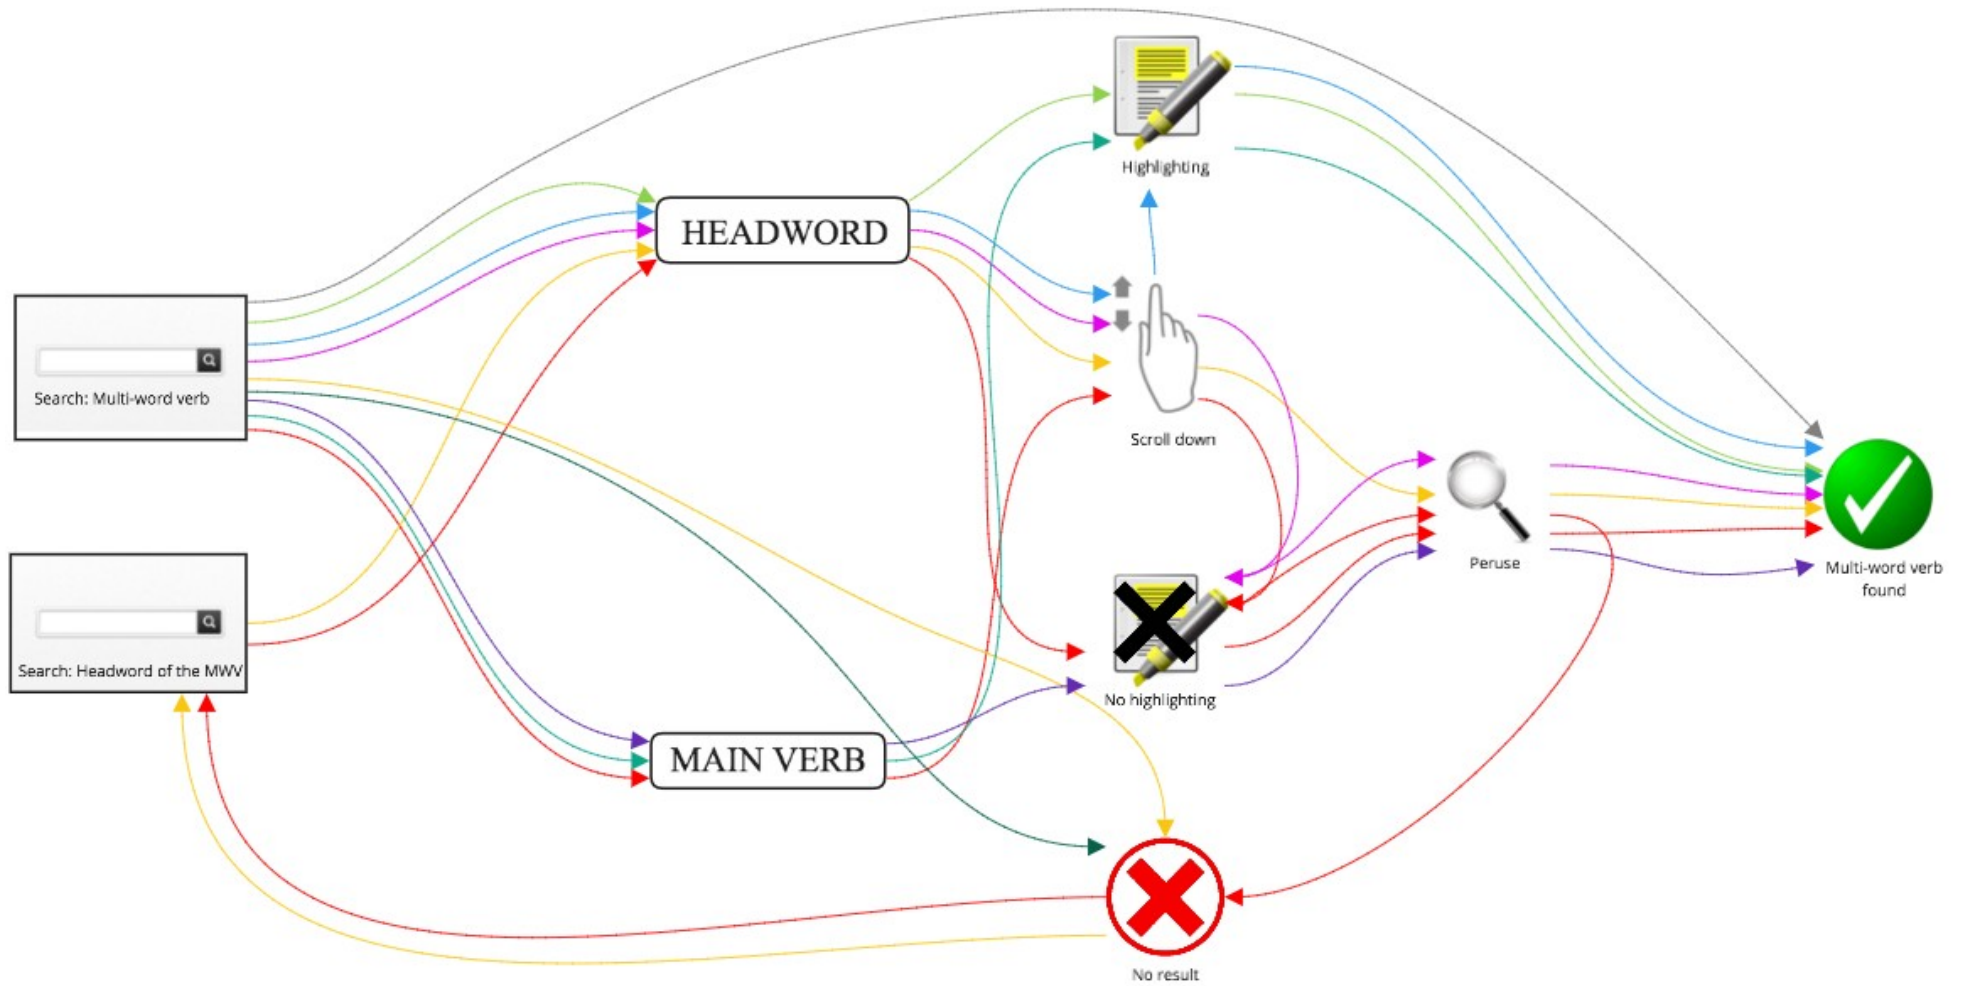 Highlighting
HEADWORD
Search: Multi-word verb
Scroll down
Peruse
Multi-word verb
found
Search: Headword of the MWV
No highlighting
MAIN VERB
No result